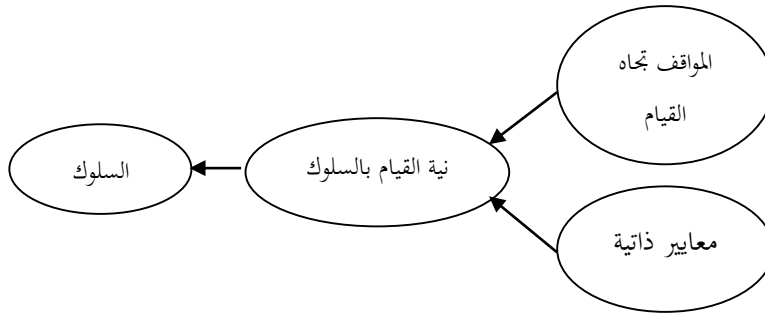 المواقف تجاه
القيام
نية القيام بالسلوك
السلوك
معايير ذاتية